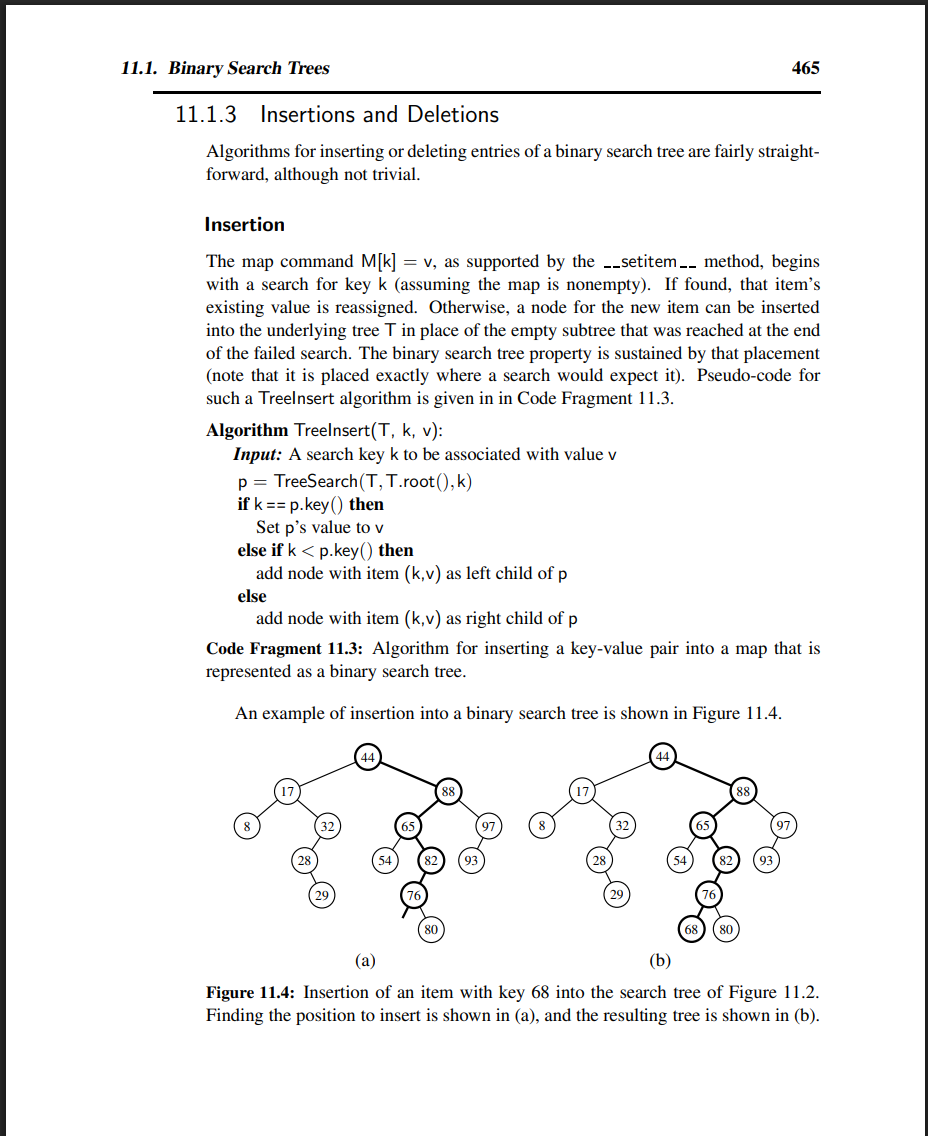 11.1. Binary Search Trees 465
11.1.3 Insertions and Deletions
Algorithms for inserting or deleting entries of a binary search tree are fairly straight-
forward, although not trivial.
Insertion
The map command M[k] = v, as supported by the __setitem__ method, begins
with a search for key k (assuming the map is nonempty). If found, that item's
existing value is reassigned. Otherwise, a node for the new item can be inserted
into the underlying tree T in place of the empty subtree that was reached at the end
of the failed search. The binary search tree property is sustained by that placement
(note that it is placed exactly where a search would expect it). Pseudo-code for
such a TreeInsert algorithm is given in in Code Fragment 11.3.
Algorithm TreeInsert(T, k, v):
Input: A search key k to be associated with value v
p = TreeSearch(T, T.root(), k)
if k == p.key() then
Set p's value to v
else if k < p.key() then
add node with item (k,v) as left child of p
else
add node with item (k,v) as right child of p
Code Fragment 11.3: Algorithm for inserting a key-value pair into a map that is
represented as a binary search tree.
An example of insertion into a binary search tree is shown in Figure 11.4.
44 44
17 88 17 88
8 32 65 97 8 32 65 97
28 54 82 93 28 54 82 93
29 76 29 76
80 68 80
(a) (b)
Figure 11.4: Insertion of an item with key 68 into the search tree of Figure 11.2.
Finding the position to insert is shown in (a), and the resulting tree is shown in (b).